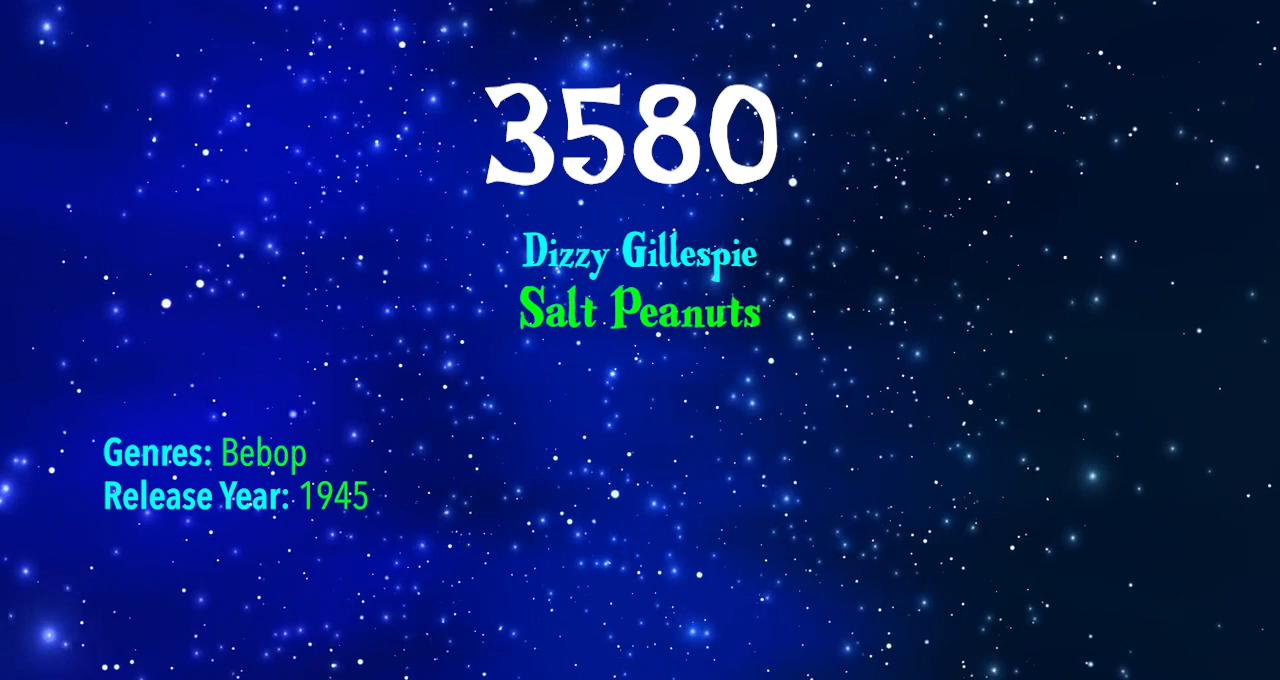 3580
Dizzy Gillespie
Salt Peanuts
Genres: Bebop
Release Year: 1945